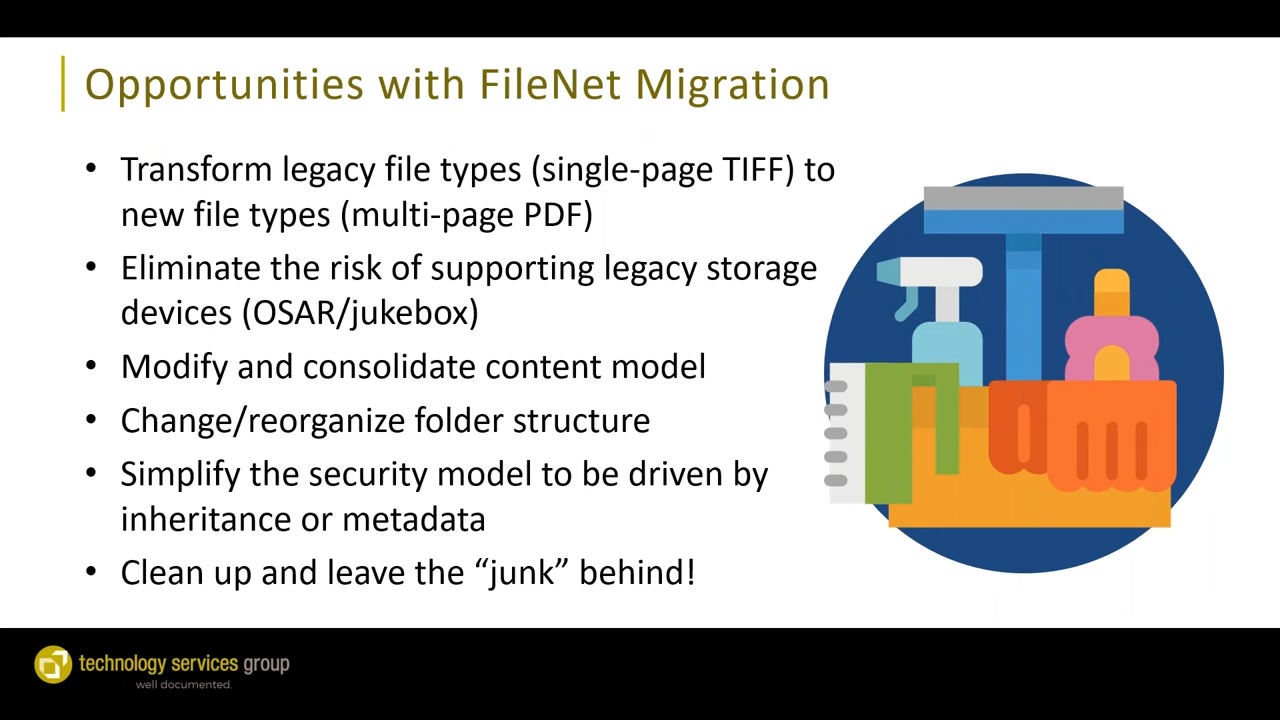 Opportunities with FileNet Migration
• Transform legacy file types (single-page TIFF) to
new file types (multi-page PDF)
• Eliminate the risk of supporting legacy storage
devices (OSAR/jukebox)
• Modify and consolidate content model
• Change/reorganize folder structure
• Simplify the security model to be driven by
inheritance or metadata
• Clean up and leave the “junk” behind!
technology services group
well documented.